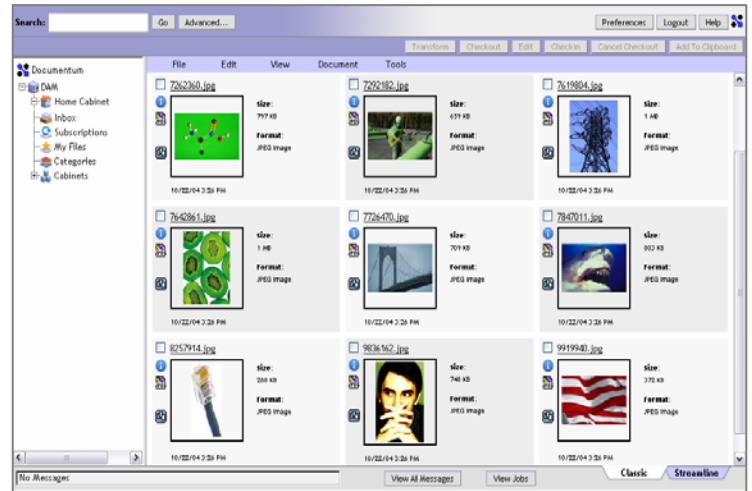 Search: Go Advanced... Preferences Logout Help
Transform Checkout Edit Checkin Cancel Checkout Add To Clipboard
File Edit View Document Tools
Documentum
DAM
Home Cabinet
Inbox
Subscriptions
My Files
Categories
Cabinets
7262360.jpg
size:
797 KB
Format:
JPEG image
10/22/04 3:26 PM
7292182.jpg
size:
659 KB
Format:
JPEG image
10/22/04 3:26 PM
7619804.jpg
size:
1 MB
Format:
JPEG image
10/22/04 3:26 PM
7642861.jpg
size:
1 MB
Format:
JPEG image
10/22/04 3:26 PM
7726470.jpg
size:
709 KB
Format:
JPEG image
10/22/04 3:26 PM
7847011.jpg
size:
803 KB
Format:
JPEG image
10/22/04 3:26 PM
8257914.jpg
size:
288 KB
Format:
JPEG image
10/22/04 3:26 PM
9836162.jpg
size:
748 KB
Format:
JPEG image
10/22/04 3:26 PM
9919940.jpg
size:
372 KB
Format:
JPEG image
10/22/04 3:26 PM
No Messages View All Messages View Jobs Classic Streamline